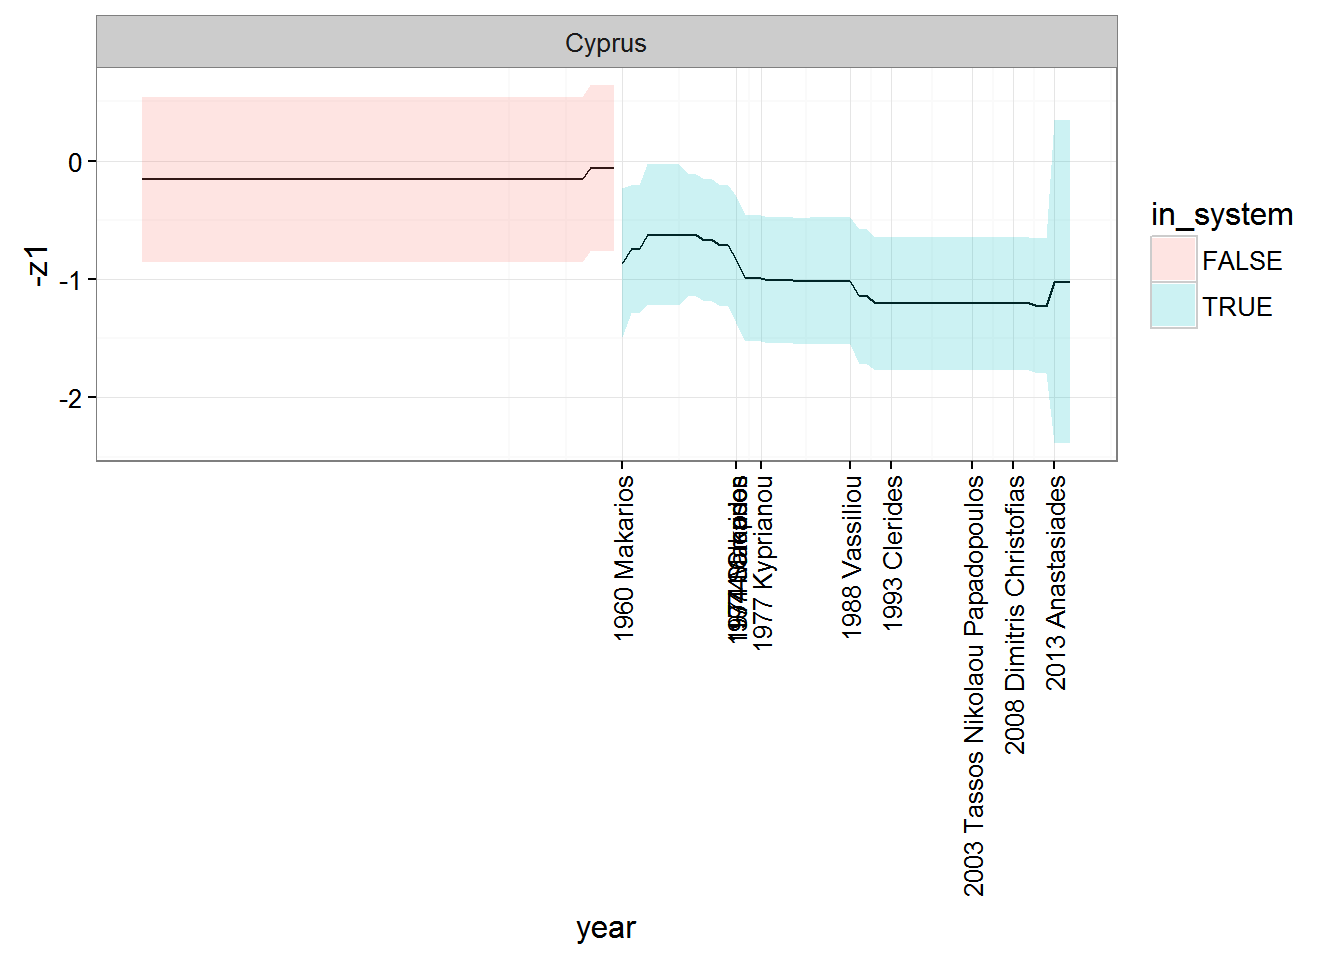 Cyprus
-z1
0
-1
-2
in_system
FALSE
TRUE
1960 Makarios
1977 Kyprianou
1988 Vassiliou
1993 Clerides
2003 Tassos Nikolaou Papadopoulos
2008 Dimitris Christofias
2013 Anastasiades
year